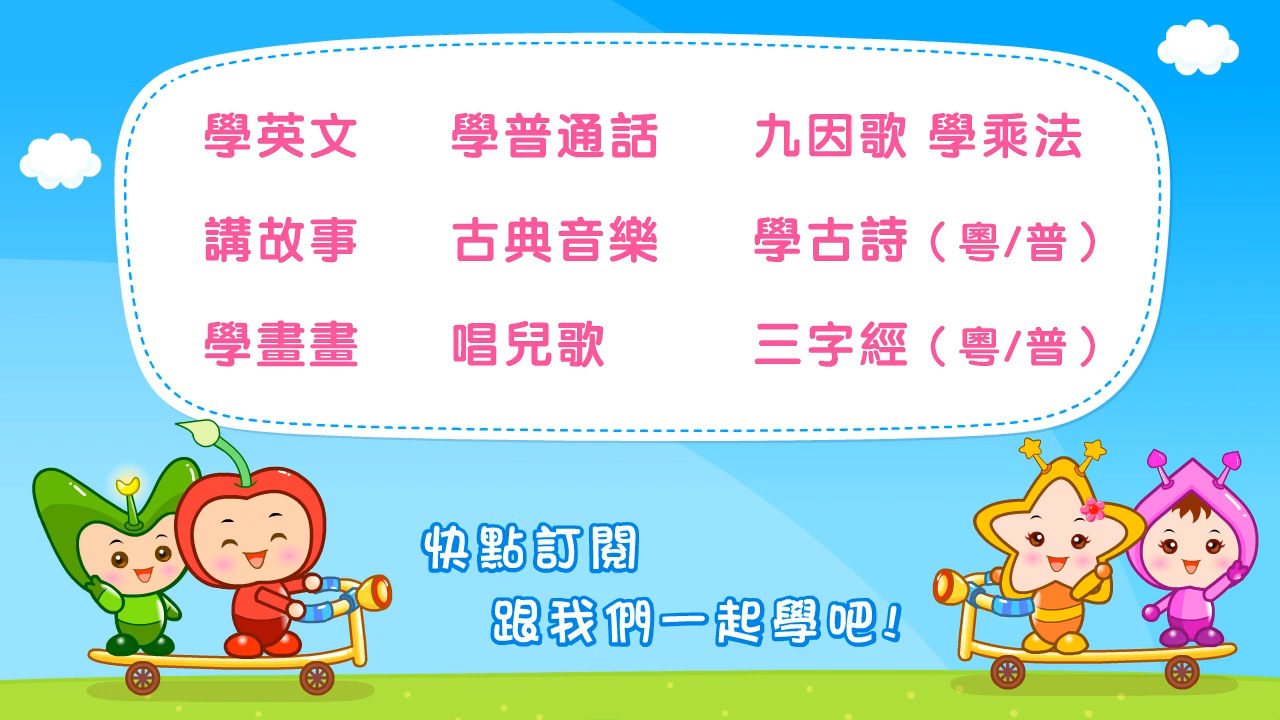 學英文 學普通話 九因歌 學乘法
講故事 古典音樂 學古詩（粵/普）
學畫畫 唱兒歌 三字經（粵/普）
快點訂閱
跟我們一起學吧!